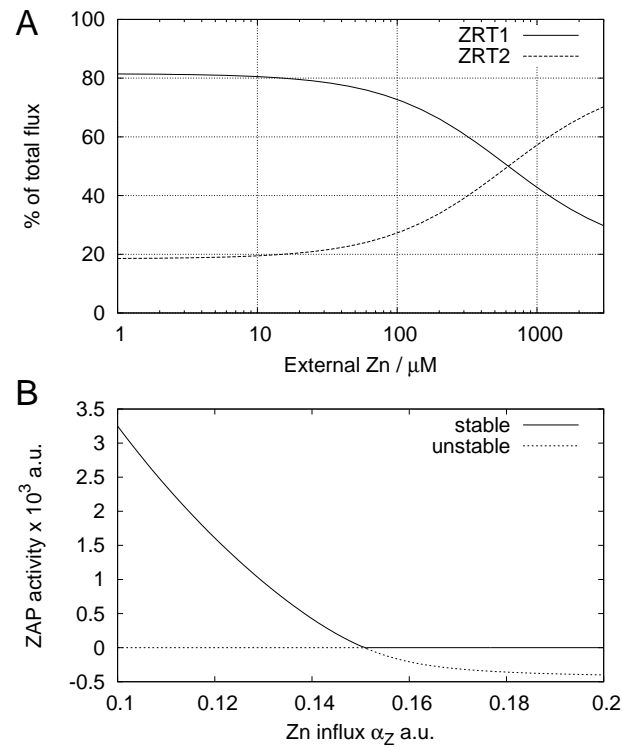 A
100
80
60
40
20
0
% of total flux
ZRT1
ZRT2
1 10 100 1000
External Zn / μM
B
3.5
3
2.5
2
1.5
1
0.5
0
-0.5
ZAP activity x 10³ a.u.
stable
unstable
0.1 0.12 0.14 0.16 0.18 0.2
Zn influx α_Z a.u.